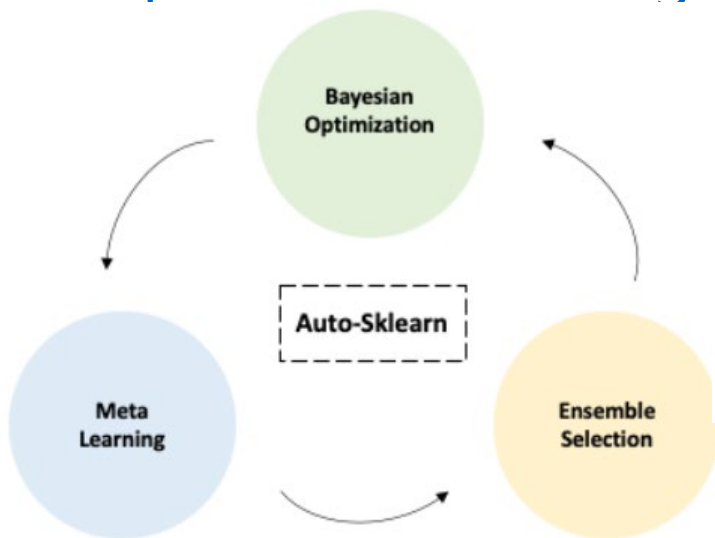 Bayesian
Optimization
Auto-Sklearn
Meta
Learning
Ensemble
Selection